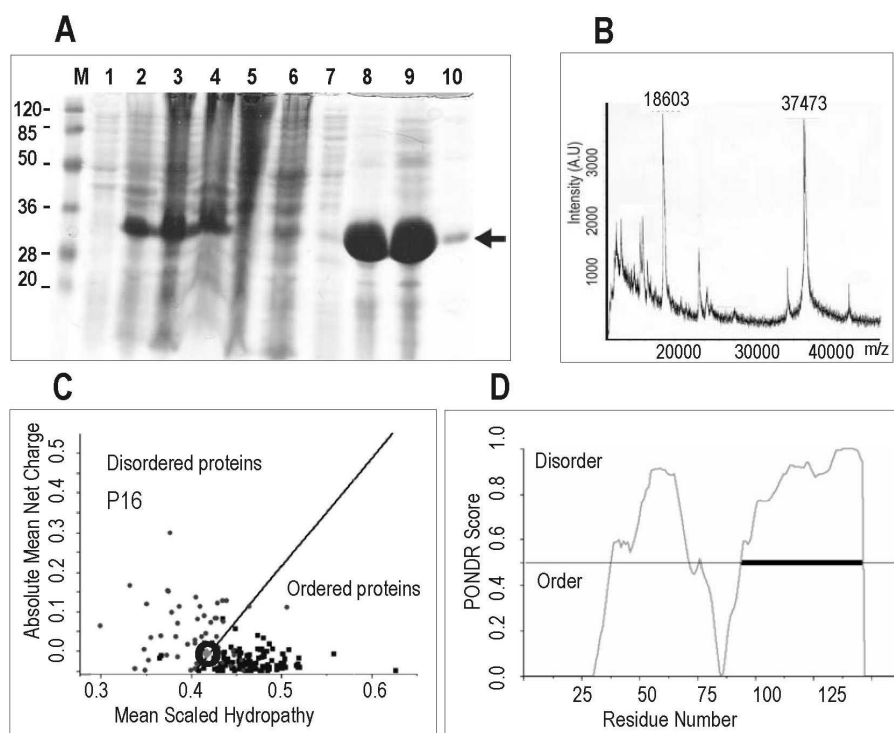 A
M 1 2 3 4 5 6 7 8 9 10
120-
85 -
50 -
36 -
28 -
20 -
B
18603 37473
Intensity (A.U)
3000
2000
1000
20000 30000 40000 m/z
C
Absolute Mean Net Charge
0.5
0.4
0.3
0.2
0.1
0.0
Disordered proteins
P16
Ordered proteins
0.3 0.4 0.5 0.6
Mean Scaled Hydropathy
D
PONDR Score
1.0
0.8
0.6
0.4
0.2
0.0
Disorder
Order
25 50 75 100 125
Residue Number